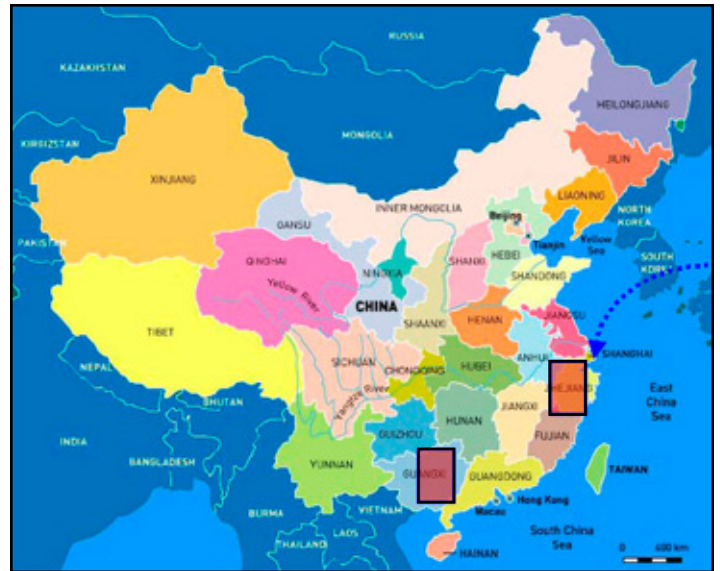 RUSSIA
KAZAKHSTAN
HEILONGJIANG
MONGOLIA
KIRGIZSTAN
JILIN
XINJIANG
LIAONING
INNER MONGOLIA
GANSU
Beijing
NORTH
KOREA
Tianjin
Yellow
Sea
PAKISTAN
QINGHAI
NINGXIA
SHANXI
HEBEI
SOUTH
SHANDONG
Yellow River
CHINA
TIBET
SHAANXI
HENAN
JIANGSU
SICHUAN
CHONGQING
HUBEI
ANHUI
SHANGHAI
NEPAL
Yangtze River
ZHEJIANG
BHUTAN
East
China
Sea
JIANGXI
HUNAN
GUIZHOU
FUJIAN
INDIA
YUNNAN
GUANGXI
GUANGDONG
TAIWAN
BANGLADESH
Hong Kong
Macau
BURMA
VIETNAM
LAOS
South China
Sea
THAILAND
HAINAN
0 400 km